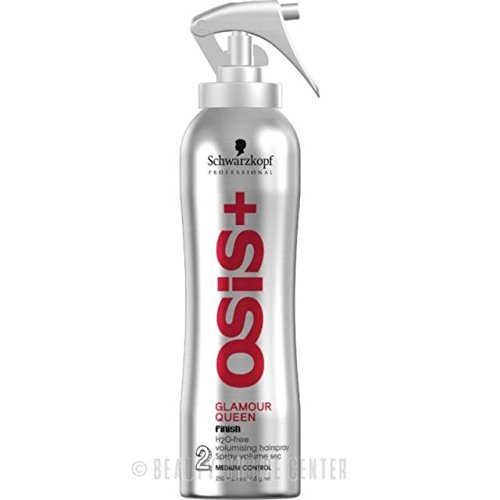 Schwarzkopf
PROFESSIONAL
OSiS+
GLAMOUR
QUEEN
finish
H2O-free
volumising hairspray
Spray volume sec
2
MEDIUM CONTROL
© BEAUTY CENTER